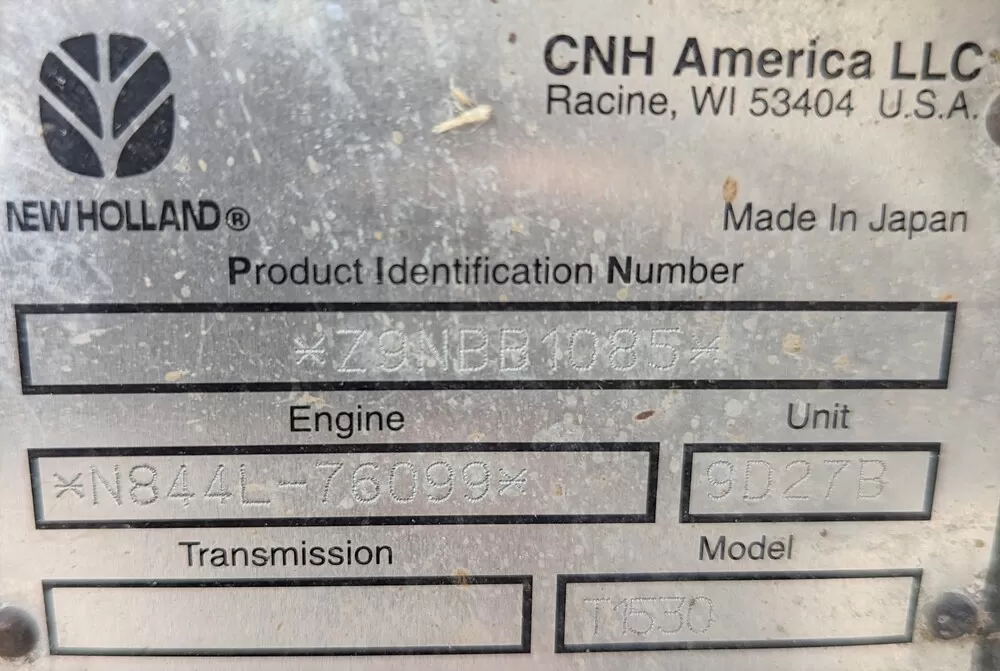 CNH America LLC
Racine, WI 53404 U.S.A.
NEW HOLLAND®
Made In Japan
Product Identification Number
*Z9NBB1085*
Engine
Unit
*N844L-76099*
9D27B
Transmission
Model
T1530